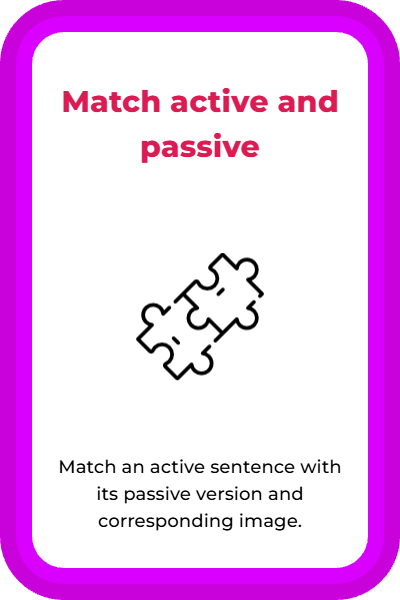 Match active and
passive
Match an active sentence with
its passive version and
corresponding image.